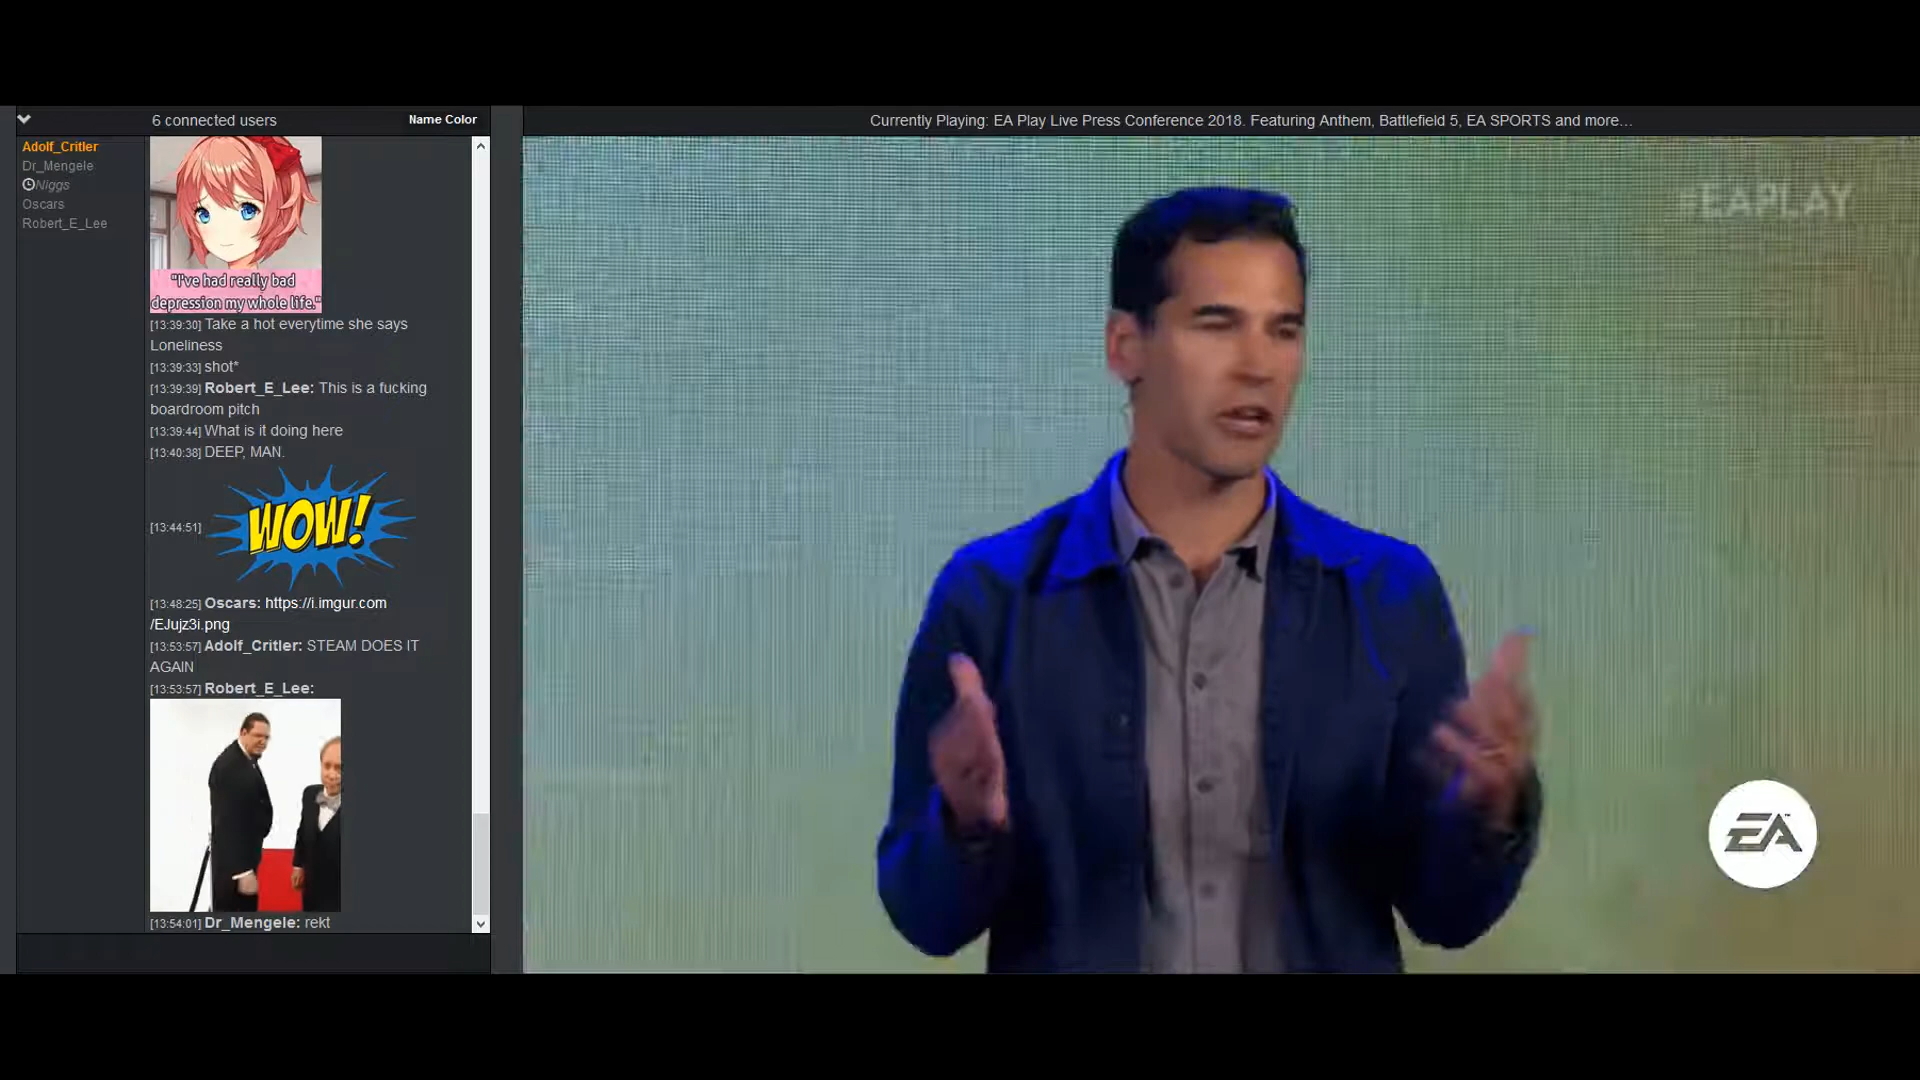 6 connected users
Name Color
Currently Playing: EA Play Live Press Conference 2018. Featuring Anthem, Battlefield 5, EA SPORTS and more…
Adolf_Critler
Dr_Mengele
Niggs
Oscars
Robert_E_Lee
"I've had really bad
depression my whole life."
[13:39:30] Take a hot everytime she says
Loneliness
[13:39:33] shot*
[13:39:39] Robert_E_Lee: This is a fucking
boardroom pitch
[13:39:44] What is it doing here
[13:40:38] DEEP, MAN.
[13:44:51] WOW!
[13:48:25] Oscars: https://i.imgur.com
/EJujz3i.png
[13:53:57] Adolf_Critler: STEAM DOES IT
AGAIN
[13:53:57] Robert_E_Lee:
[13:54:01] Dr_Mengele: rekt
#EAPLAY
EA